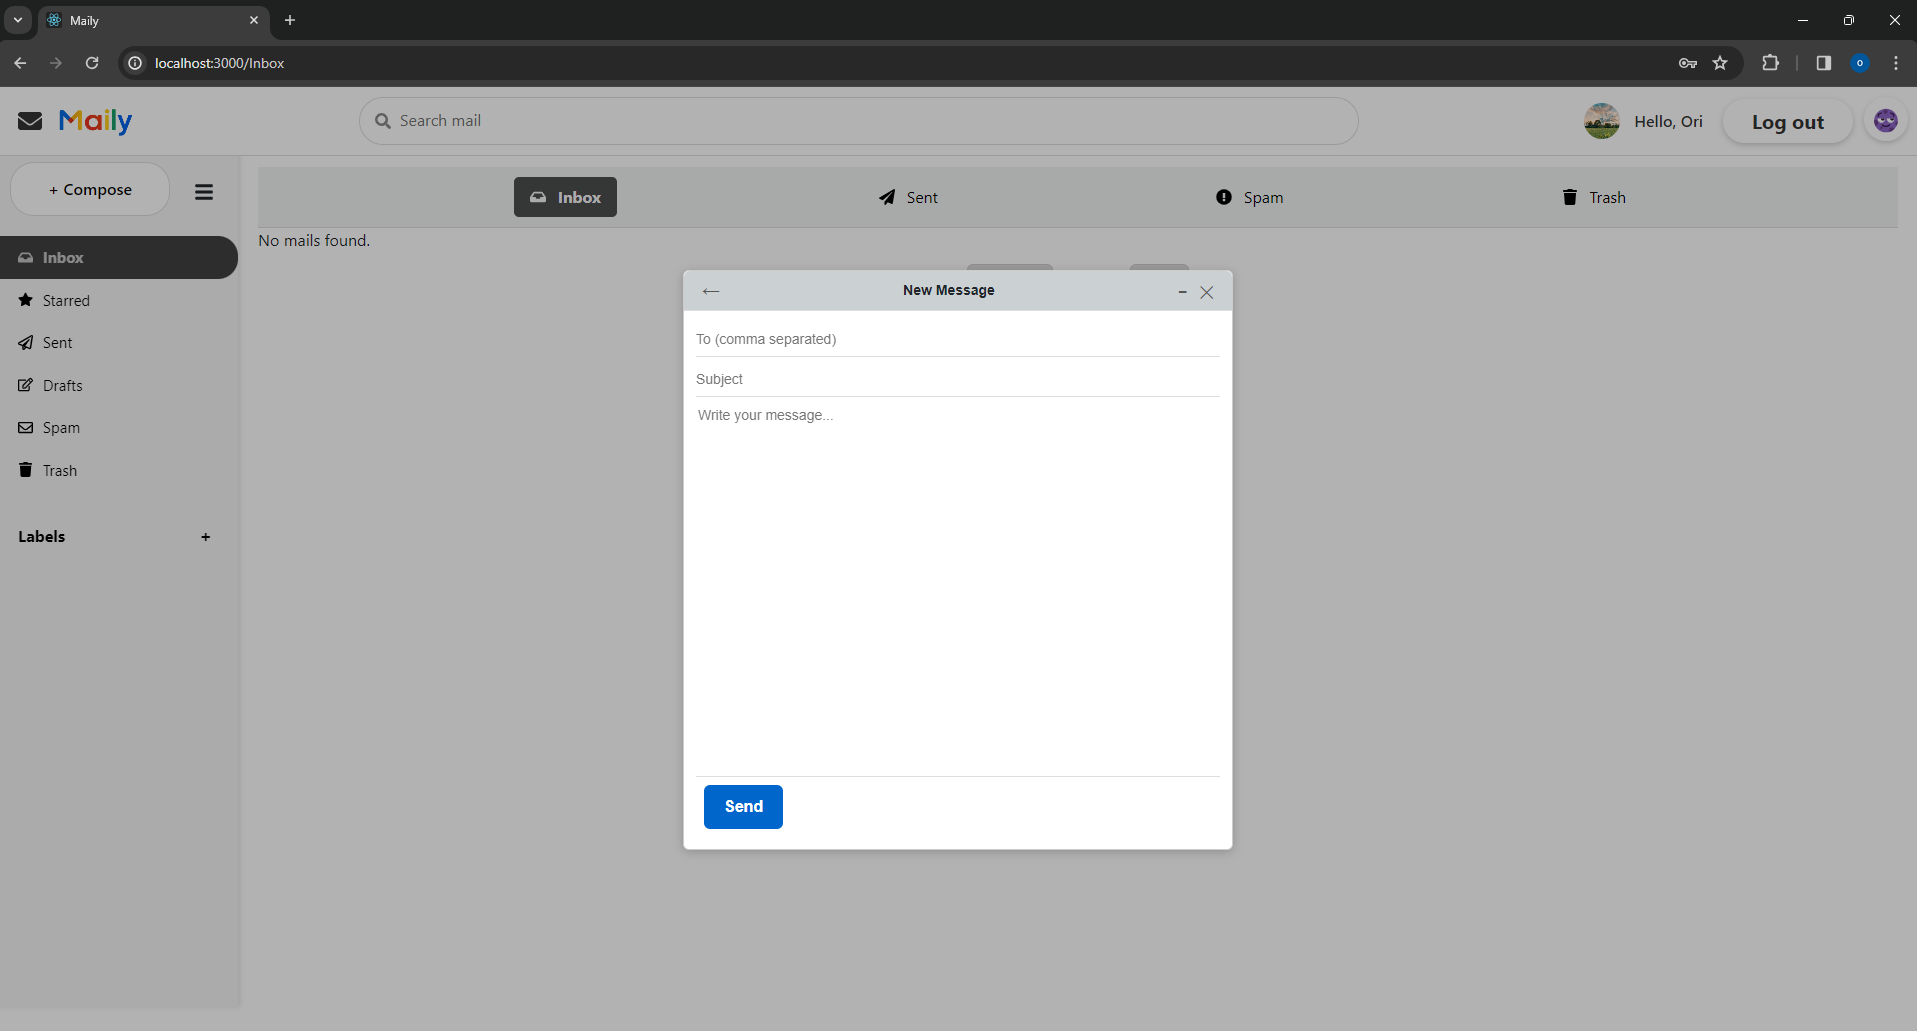 Maily
localhost:3000/Inbox
o
Maily
Search mail
Hello, Ori
Log out
+ Compose
Inbox
Sent
Spam
Trash
No mails found.
Inbox
Starred
Sent
Drafts
Spam
Trash
Labels +
New Message
To (comma separated)
Subject
Write your message...
Send